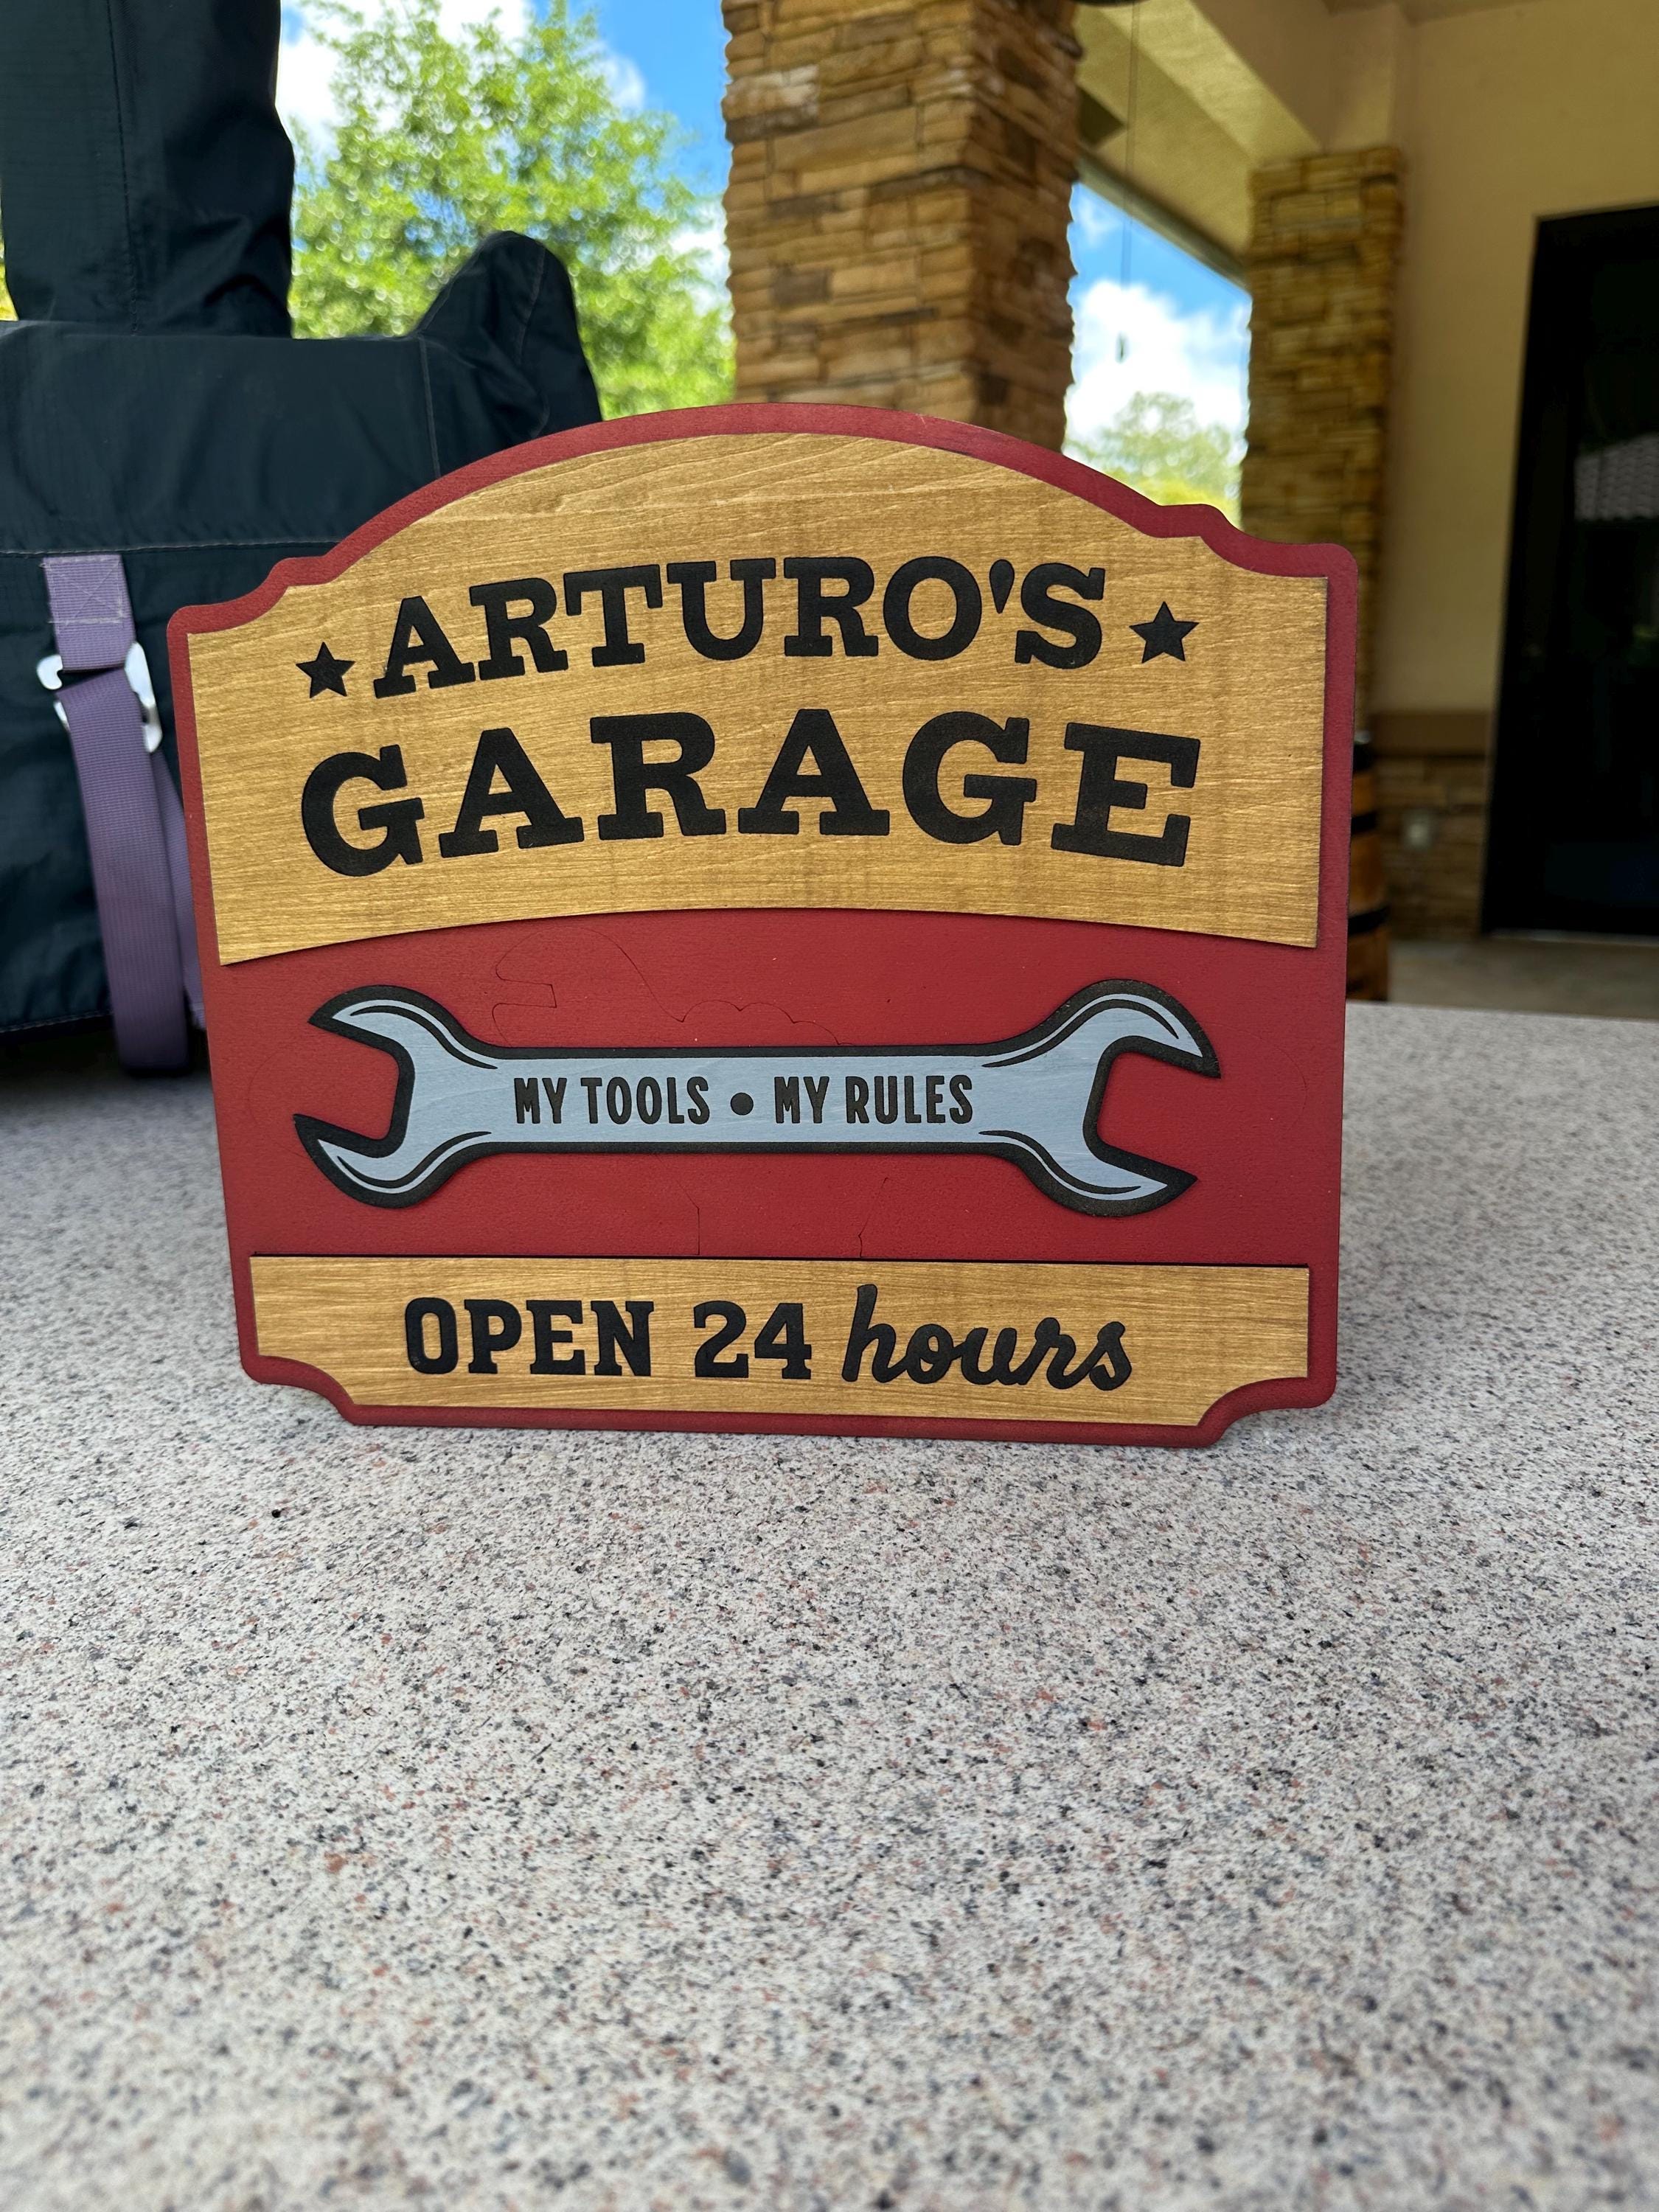 ★ ARTURO'S ★
GARAGE
MY TOOLS • MY RULES
OPEN 24 hours